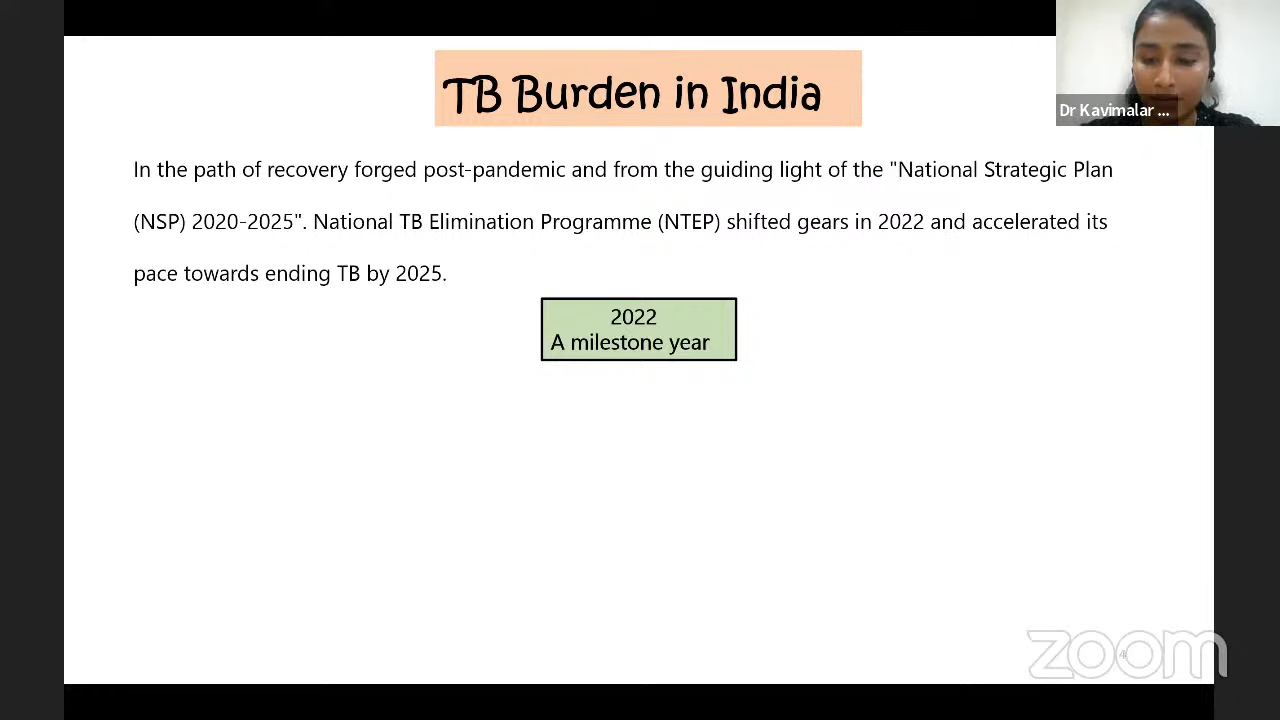 TB Burden in India
Dr Kavimalar ...
In the path of recovery forged post-pandemic and from the guiding light of the "National Strategic Plan
(NSP) 2020-2025". National TB Elimination Programme (NTEP) shifted gears in 2022 and accelerated its
pace towards ending TB by 2025.
2022
A milestone year
zoom